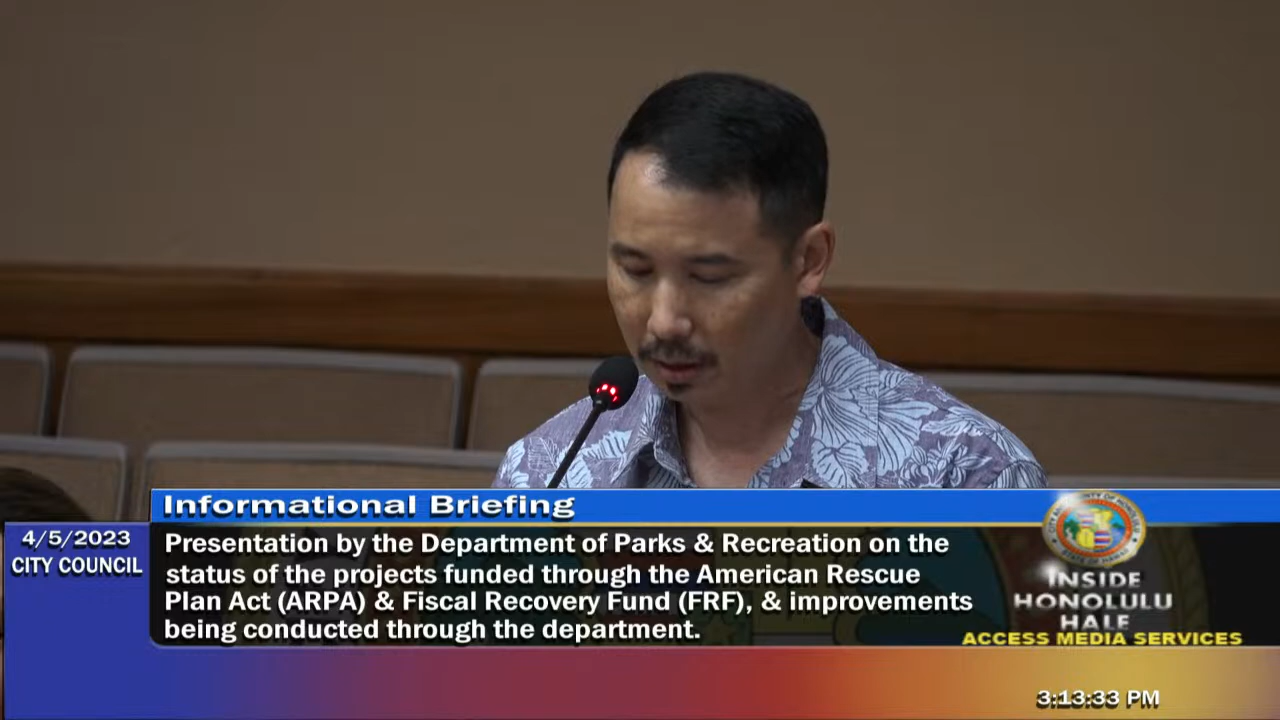 Informational Briefing
4/5/2023
CITY COUNCIL
Presentation by the Department of Parks & Recreation on the
status of the projects funded through the American Rescue
Plan Act (ARPA) & Fiscal Recovery Fund (FRF), & improvements
being conducted through the department.
INSIDE
HONOLULU
HALE
ACCESS MEDIA SERVICES
3:13:33 PM